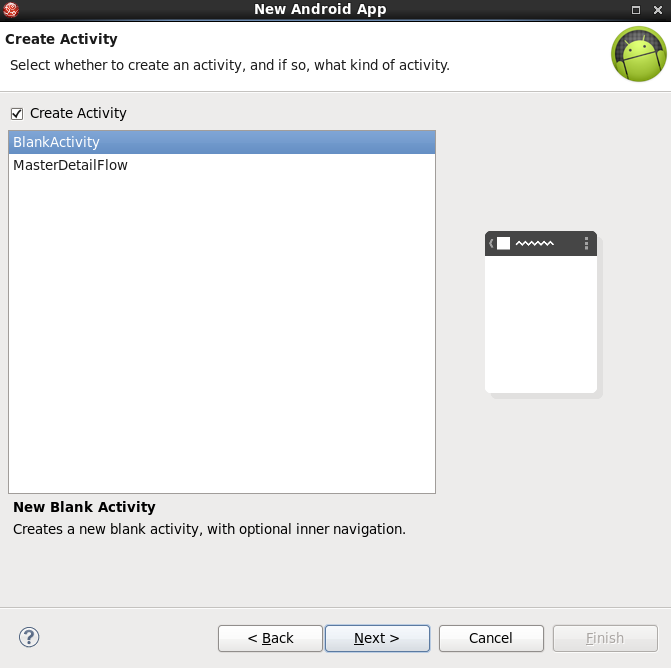 New Android App
Create Activity
Select whether to create an activity, and if so, what kind of activity.
Create Activity
BlankActivity
MasterDetailFlow
New Blank Activity
Creates a new blank activity, with optional inner navigation.
?
< Back
Next >
Cancel
Finish